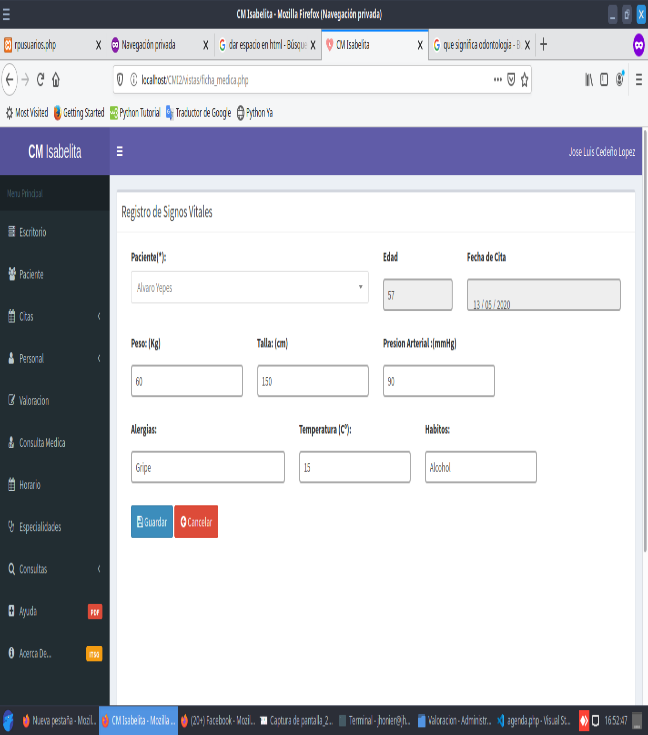 CM Isabelita - Mozilla Firefox (Navegación privada)
rpusuarios.php
Navegación privada
dar espacio en html - Búsque
CM Isabelita
que significa odontologia - B
localhost/CMI2/vistas/ficha_medica.php
Most Visited
Getting Started
Python Tutorial
Traductor de Google
Python Ya
CM Isabelita
Jose Luis Cedeño Lopez
Menu Principal
Registro de Signos Vitales
Escritorio
Paciente(*):
Edad
Fecha de Cita
Paciente
Alvaro Yepes
57
13 / 05 / 2020
Citas
Peso: (Kg)
Talla: (cm)
Presion Arterial :(mmHg)
Personal
60
150
90
Valoracion
Alergias:
Temperatura (C°):
Habitos:
Consulta Medica
Gripe
15
Alcohol
Horario
Guardar
Cancelar
Especialidades
Consultas
Ayuda
PDF
Acerca De...
ITSG
Nueva pestaña - Mozil...
CM Isabelita - Mozilla ...
(20+) Facebook - Mozil...
Captura de pantalla_2...
Terminal - jhonier@jh...
Valoracion - Administr...
agenda.php - Visual St...
16:52:47